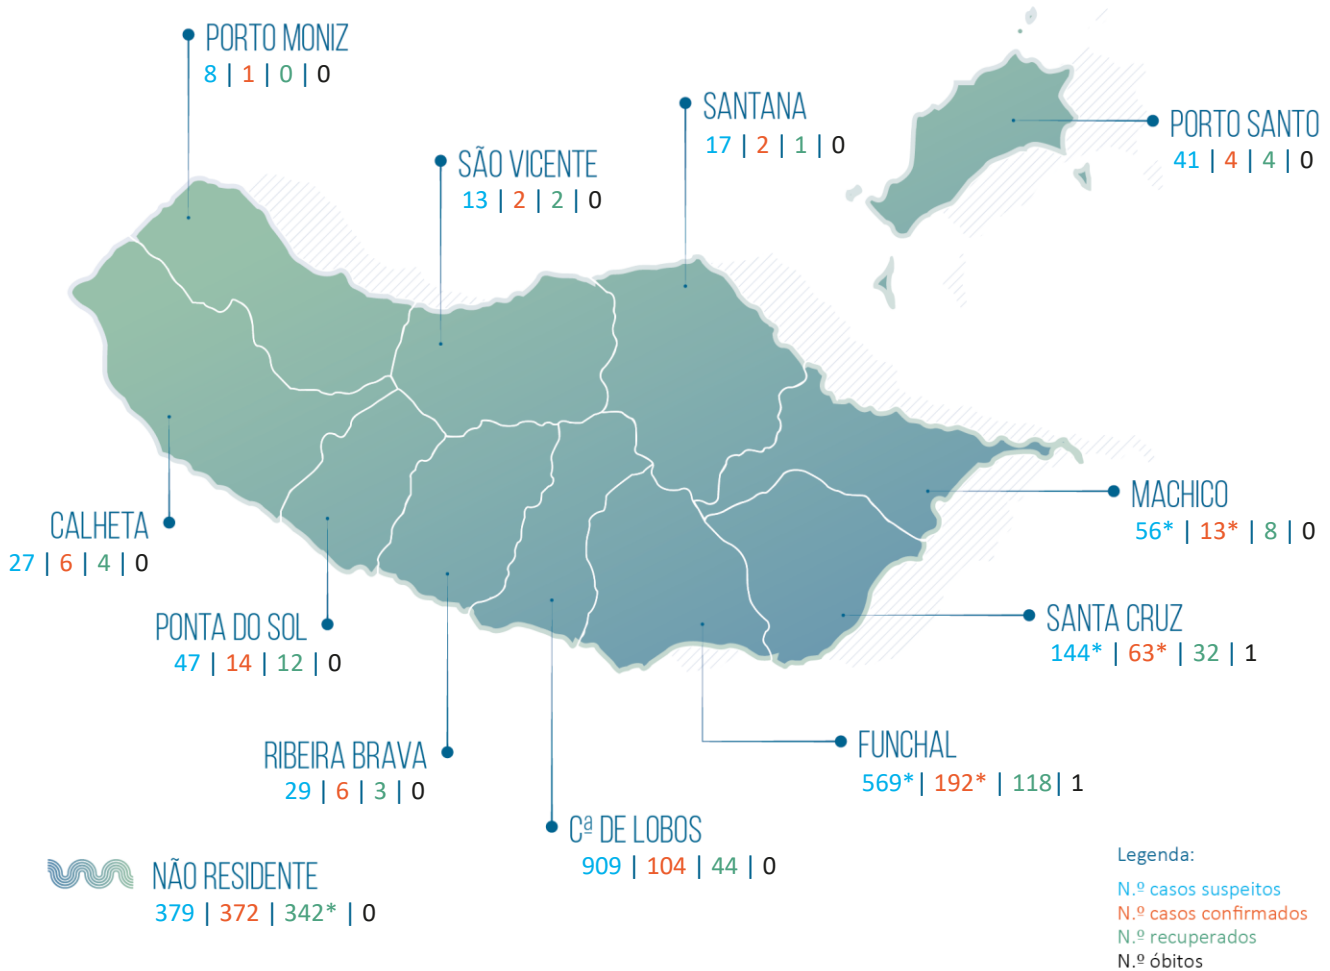 PORTO MONIZ
8 | 1 | 0 | 0
SANTANA
17 | 2 | 1 | 0
PORTO SANTO
41 | 4 | 4 | 0
SÃO VICENTE
13 | 2 | 2 | 0
MACHICO
56* | 13* | 8 | 0
CALHETA
27 | 6 | 4 | 0
PONTA DO SOL
47 | 14 | 12 | 0
SANTA CRUZ
144* | 63* | 32 | 1
RIBEIRA BRAVA
29 | 6 | 3 | 0
FUNCHAL
569* | 192* | 118 | 1
Cª DE LOBOS
909 | 104 | 44 | 0
NÃO RESIDENTE
379 | 372 | 342* | 0
Legenda:
N.º casos suspeitos
N.º casos confirmados
N.º recuperados
N.º óbitos